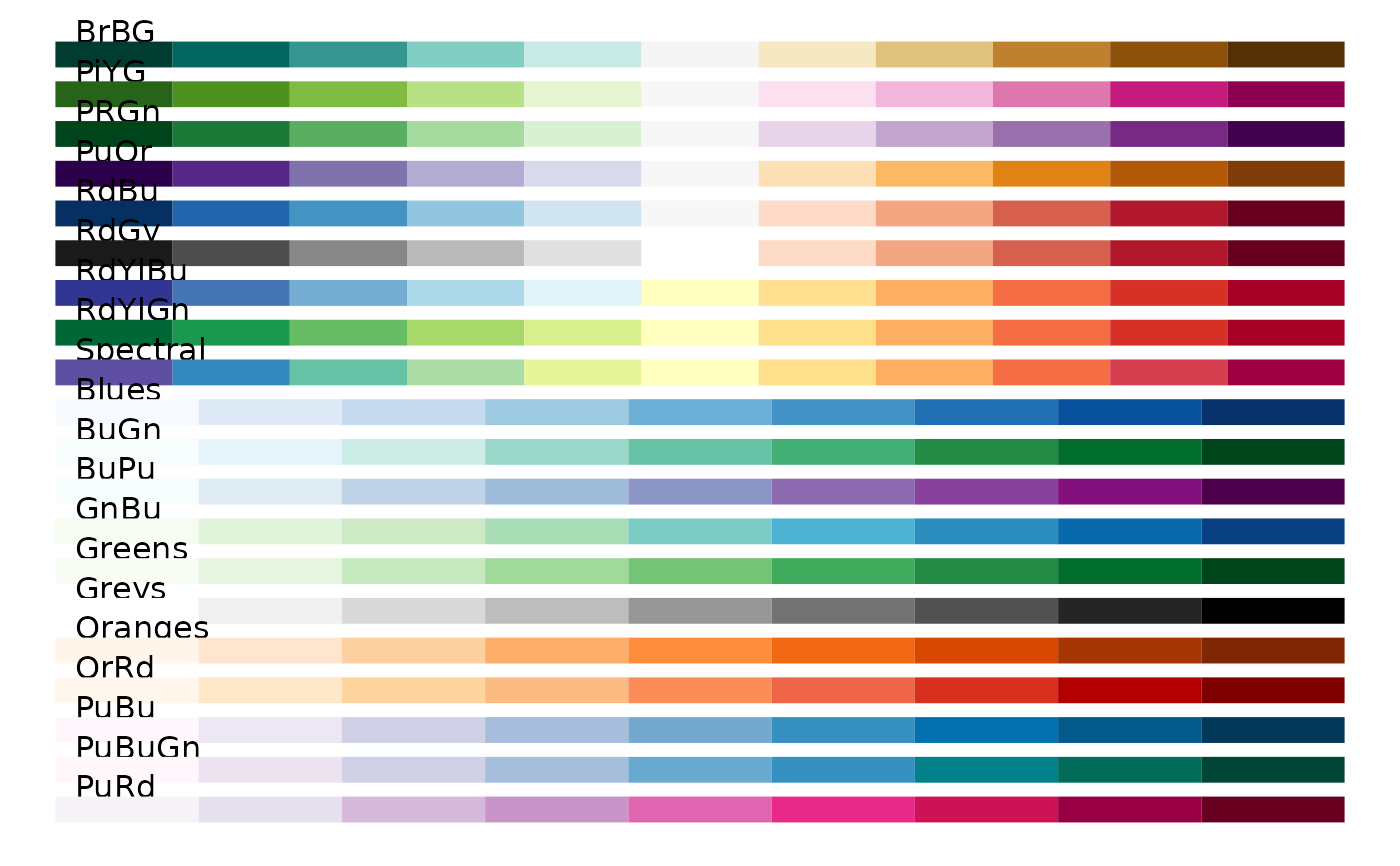 BrBG
PiYG
PRGn
PuOr
RdBu
RdGy
RdYlBu
RdYlGn
Spectral
Blues
BuGn
BuPu
GnBu
Greens
Greys
Oranges
OrRd
PuBu
PuBuGn
PuRd